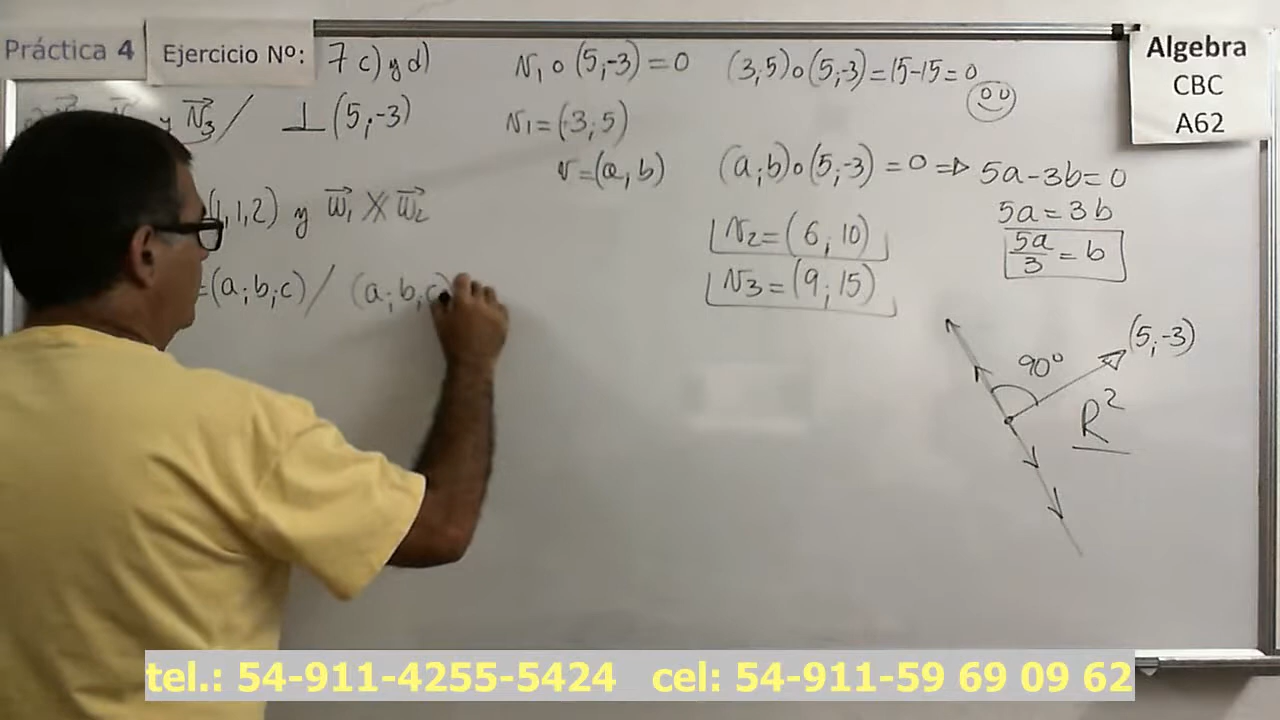 Práctica 4
Ejercicio Nº:
7 c) y d)
Algebra
CBC
A62
y N⃗3 / ⊥ (5;-3)
(1,1,2) y w⃗1 ∦ w⃗2
=(a;b,c) / (a;b,c)
N1 o (5;-3) = 0
N1 = (3;5)
v = (a, b)
(3,5)o(5;-3)=15-15=0
(a;b)o(5,-3) = 0 ⇒ 5a-3b=0
5a = 3b
5a/3 = b
N2 = (6, 10)
N3 = (9;15)
90°
(5,-3)
R²
tel.: 54-911-4255-5424 cel: 54-911-59 69 09 62